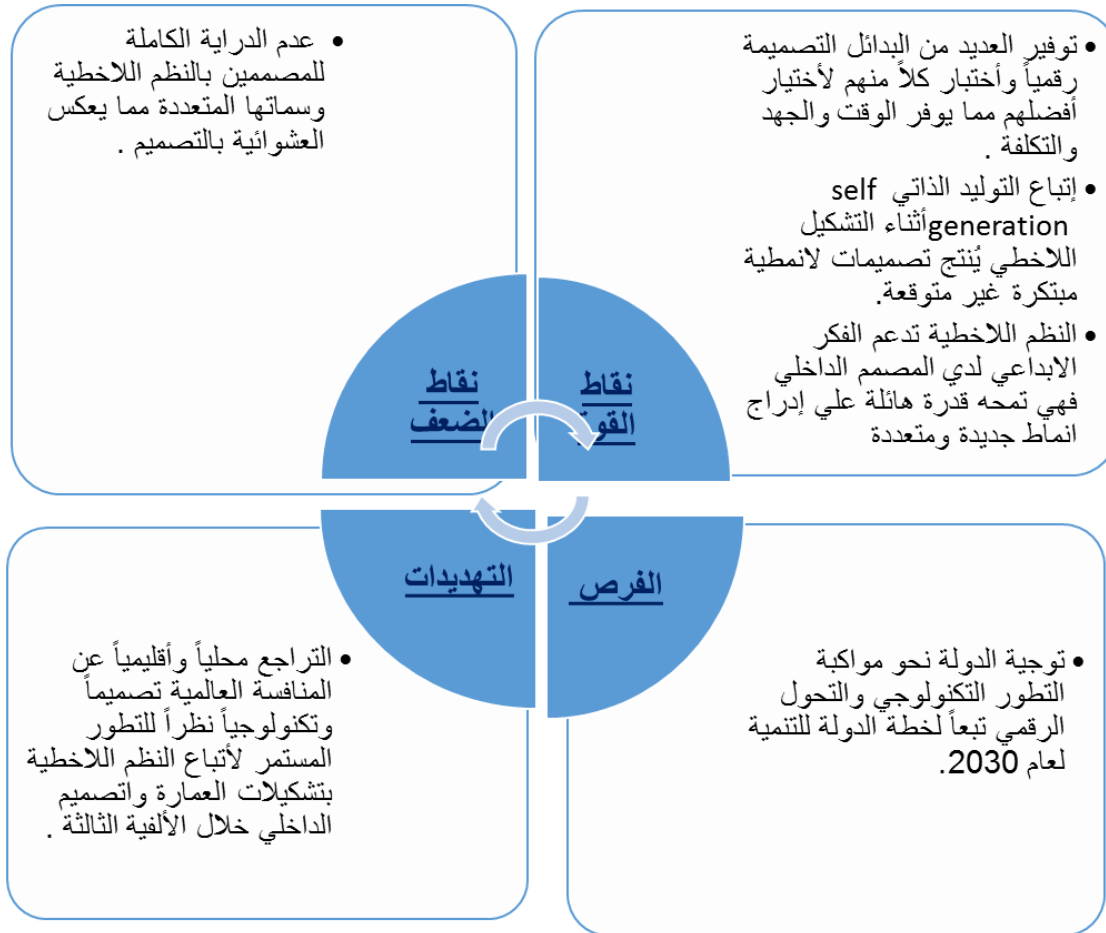 • توفير العديد من البدائل التصميمة
رقمياً وأختبار كلاً منهم لأختيار
أفضلهم مما يوفر الوقت والجهد
والتكلفة .
• إتباع التوليد الذاتي self
generation أثناء التشكيل
اللاخطي يُنتج تصميمات لانمطية
مبتكرة غير متوقعة.
• النظم اللاخطية تدعم الفكر
الابداعي لدي المصمم الداخلي
فهي تمحه قدرة هائلة علي إدراج
انماط جديدة ومتعددة
نقاط
القوة
• عدم الدراية الكاملة
للمصممين بالنظم اللاخطية
وسماتها المتعددة مما يعكس
العشوائية بالتصميم .
نقاط
الضعف
الفرص
• توجية الدولة نحو مواكبة
التطور التكنولوجي والتحول
الرقمي تبعاً لخطة الدولة للتنمية
لعام 2030.
التهديدات
• التراجع محلياً وأقليمياً عن
المنافسة العالمية تصميماً
وتكنولوجياً نظراً للتطور
المستمر لأتباع النظم اللاخطية
بتشكيلات العمارة واتصميم
الداخلي خلال الألفية الثالثة .